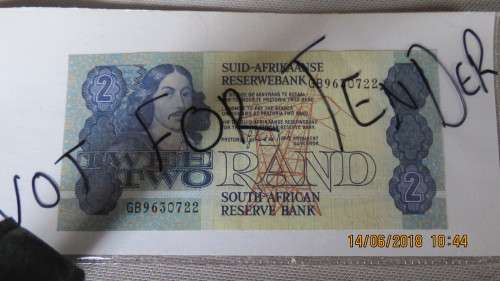 NOT FOR TENDER
SUID-AFRIKAANSE
RESERWEBANK GB9630722
2
TWEE RAND
TWO
2
GB9630722
SOUTH AFRICAN
RESERVE BANK
14/06/2018 10:44